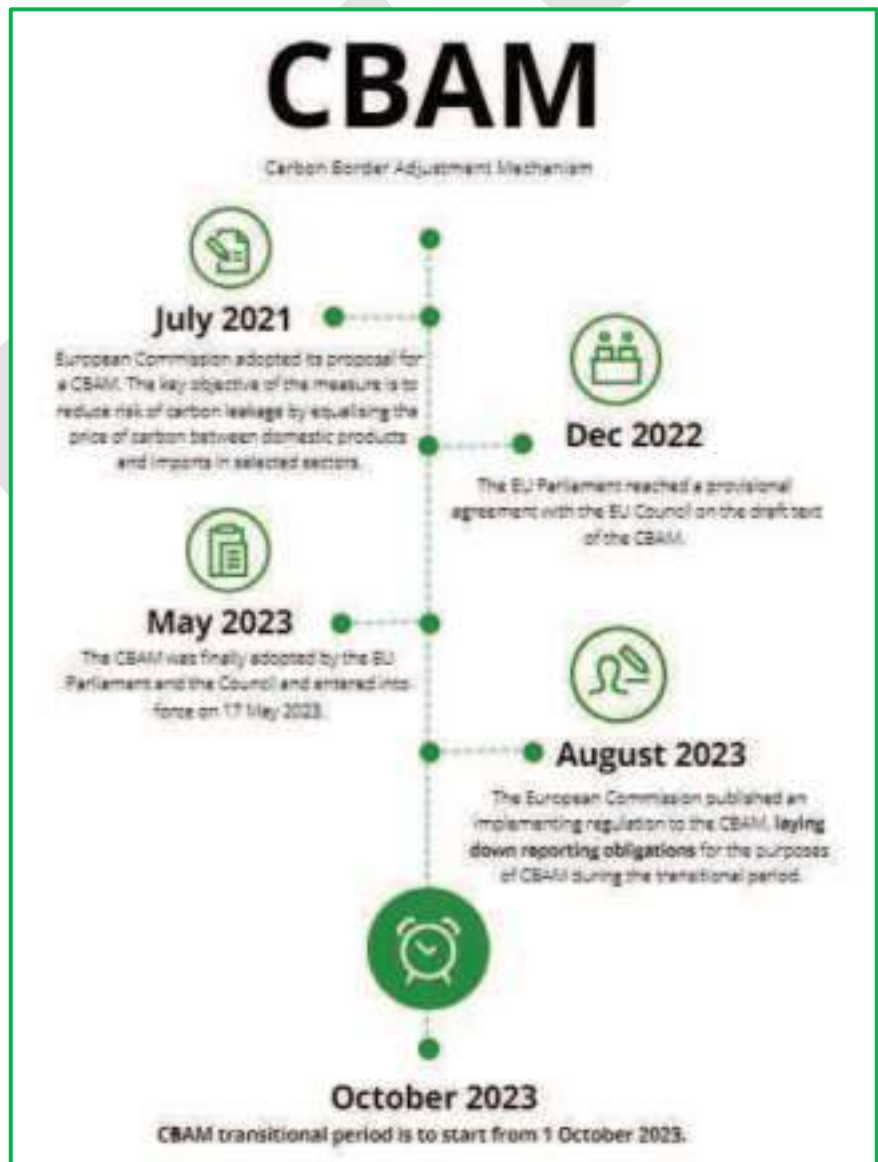 CBAM
Carbon Border Adjustment Mechanism
July 2021
European Commission adopted its proposal for
a CBAM. The key objective of the measure is to
reduce risk of carbon leakage by equalising the
price of carbon between domestic products
and imports in selected sectors.
Dec 2022
The EU Parliament reached a provisional
agreement with the EU Council on the draft text
of the CBAM.
May 2023
The CBAM was finally adopted by the EU
Parliament and the Council and entered into
force on 17 May 2023.
August 2023
The European Commission published an
implementing regulation to the CBAM, laying
down reporting obligations for the purposes
of CBAM during the transitional period.
October 2023
CBAM transitional period is to start from 1 October 2023.